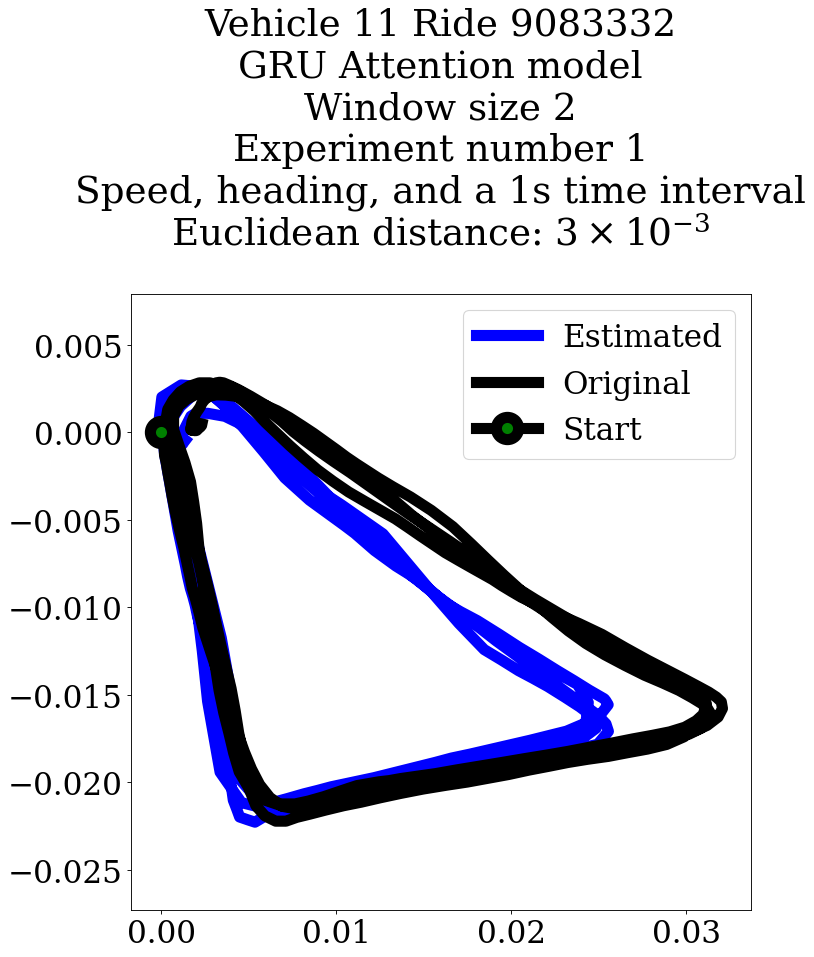 Vehicle 11 Ride 9083332
GRU Attention model
Window size 2
Experiment number 1
Speed, heading, and a 1s time interval
Euclidean distance: 3 × 10⁻³
Estimated
Original
Start
0.005
0.000
−0.005
−0.010
−0.015
−0.020
−0.025
0.00 0.01 0.02 0.03